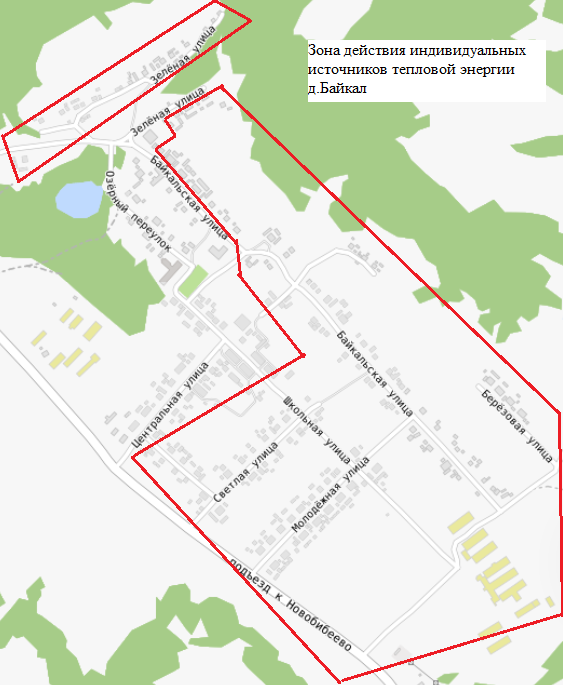 Зона действия индивидуальных
источников тепловой энергии
д.Байкал
Зелёная улица
Зелёная улица
Байкальская улица
Озёрный переулок
Байкальская улица
Центральная улица
Школьная улица
Берёзовая улица
Светлая улица
Молодёжная улица
подъезд к Новобибеево